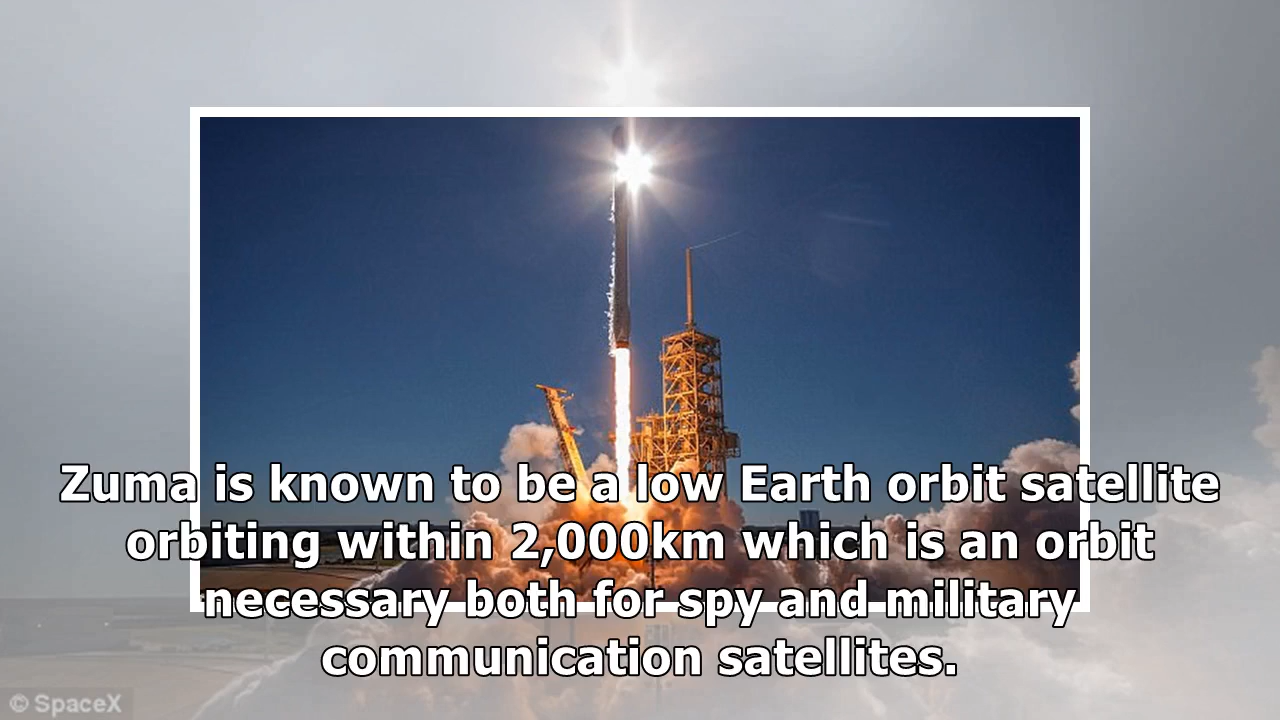 Zuma is known to be a low Earth orbit satellite
orbiting within 2,000km which is an orbit
necessary both for spy and military
communication satellites.
© SpaceX